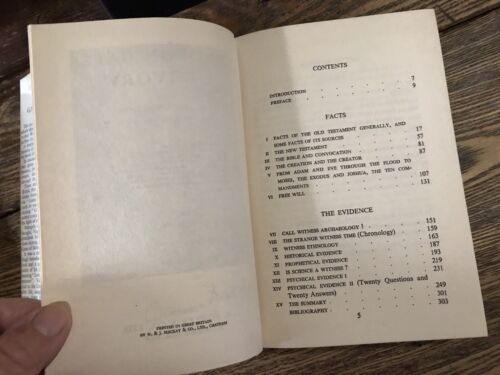 PRINTED IN GREAT BRITAIN
BY W. & J. MACKAY & CO., LTD., CHATHAM
CONTENTS
INTRODUCTION 7
PREFACE 9
FACTS
I FACTS OF THE OLD TESTAMENT GENERALLY, AND
SOME FACTS OF ITS SOURCES 17
II THE NEW TESTAMENT 57
III THE BIBLE AND CONVOCATION 81
IV THE CREATION AND THE CREATOR 87
V FROM ADAM AND EVE THROUGH THE FLOOD TO
MOSES, THE EXODUS AND JOSHUA, THE TEN COM-
MANDMENTS 107
VI FREE WILL 131
THE EVIDENCE
VII CALL WITNESS ARCHAEOLOGY! 151
VIII THE STRANGE WITNESS TIME (Chronology) 159
IX WITNESS ETHNOLOGY 163
X HISTORICAL EVIDENCE 187
XI PROPHETICAL EVIDENCE 193
XII IS SCIENCE A WITNESS? 219
XIII PSYCHICAL EVIDENCE I 231
XIV PSYCHICAL EVIDENCE II (Twenty Questions and
Twenty Answers) 249
XV THE SUMMARY 301
BIBLIOGRAPHY 303
5